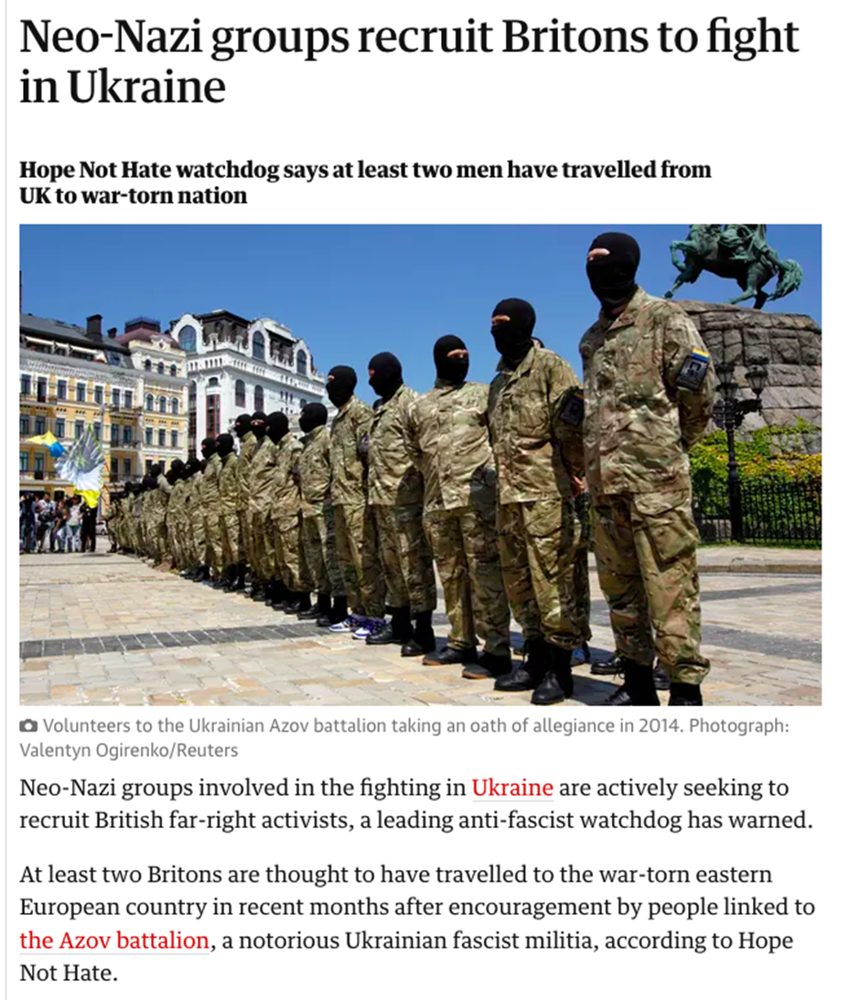 Neo-Nazi groups recruit Britons to fight
in Ukraine
Hope Not Hate watchdog says at least two men have travelled from
UK to war-torn nation
Volunteers to the Ukrainian Azov battalion taking an oath of allegiance in 2014. Photograph:
Valentyn Ogirenko/Reuters
Neo-Nazi groups involved in the fighting in Ukraine are actively seeking to
recruit British far-right activists, a leading anti-fascist watchdog has warned.
At least two Britons are thought to have travelled to the war-torn eastern
European country in recent months after encouragement by people linked to
the Azov battalion, a notorious Ukrainian fascist militia, according to Hope
Not Hate.